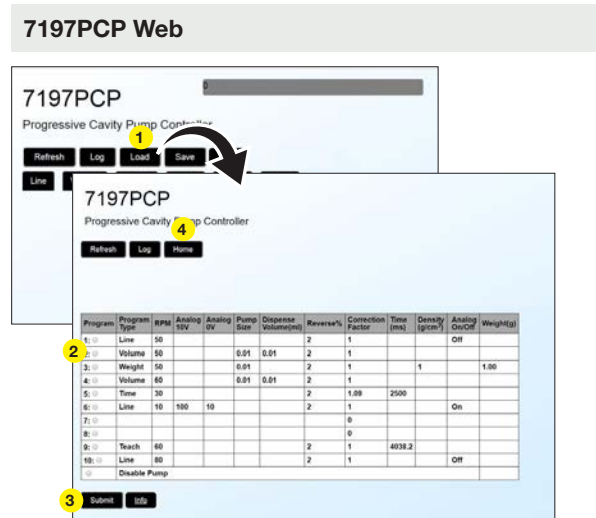 7197PCP Web
0
7197PCP
Progressive Cavity Pump Controller
1
Refresh Log Load Save
Line
7197PCP
Progressive Cavity Pump Controller
4
Refresh Log Home
Program Program Type RPM Analog 10V Analog 0V Pump Size Dispense Volume(ml) Reverse% Correction Factor Time (ms) Density (g/cm³) Analog On/Off Weight(g)
1: Line 50 2 1 Off
2
2: Volume 50 0.01 0.01 2 1
3: Weight 50 0.01 2 1 1 1.00
4: Volume 60 0.01 0.01 2 1
5: Time 30 2 1.09 2500
6: Line 10 100 10 2 1 On
7: 0
8: 0
9: Teach 60 2 1 4038.2
10: Line 80 2 1 Off
Disable Pump
3
Submit Info